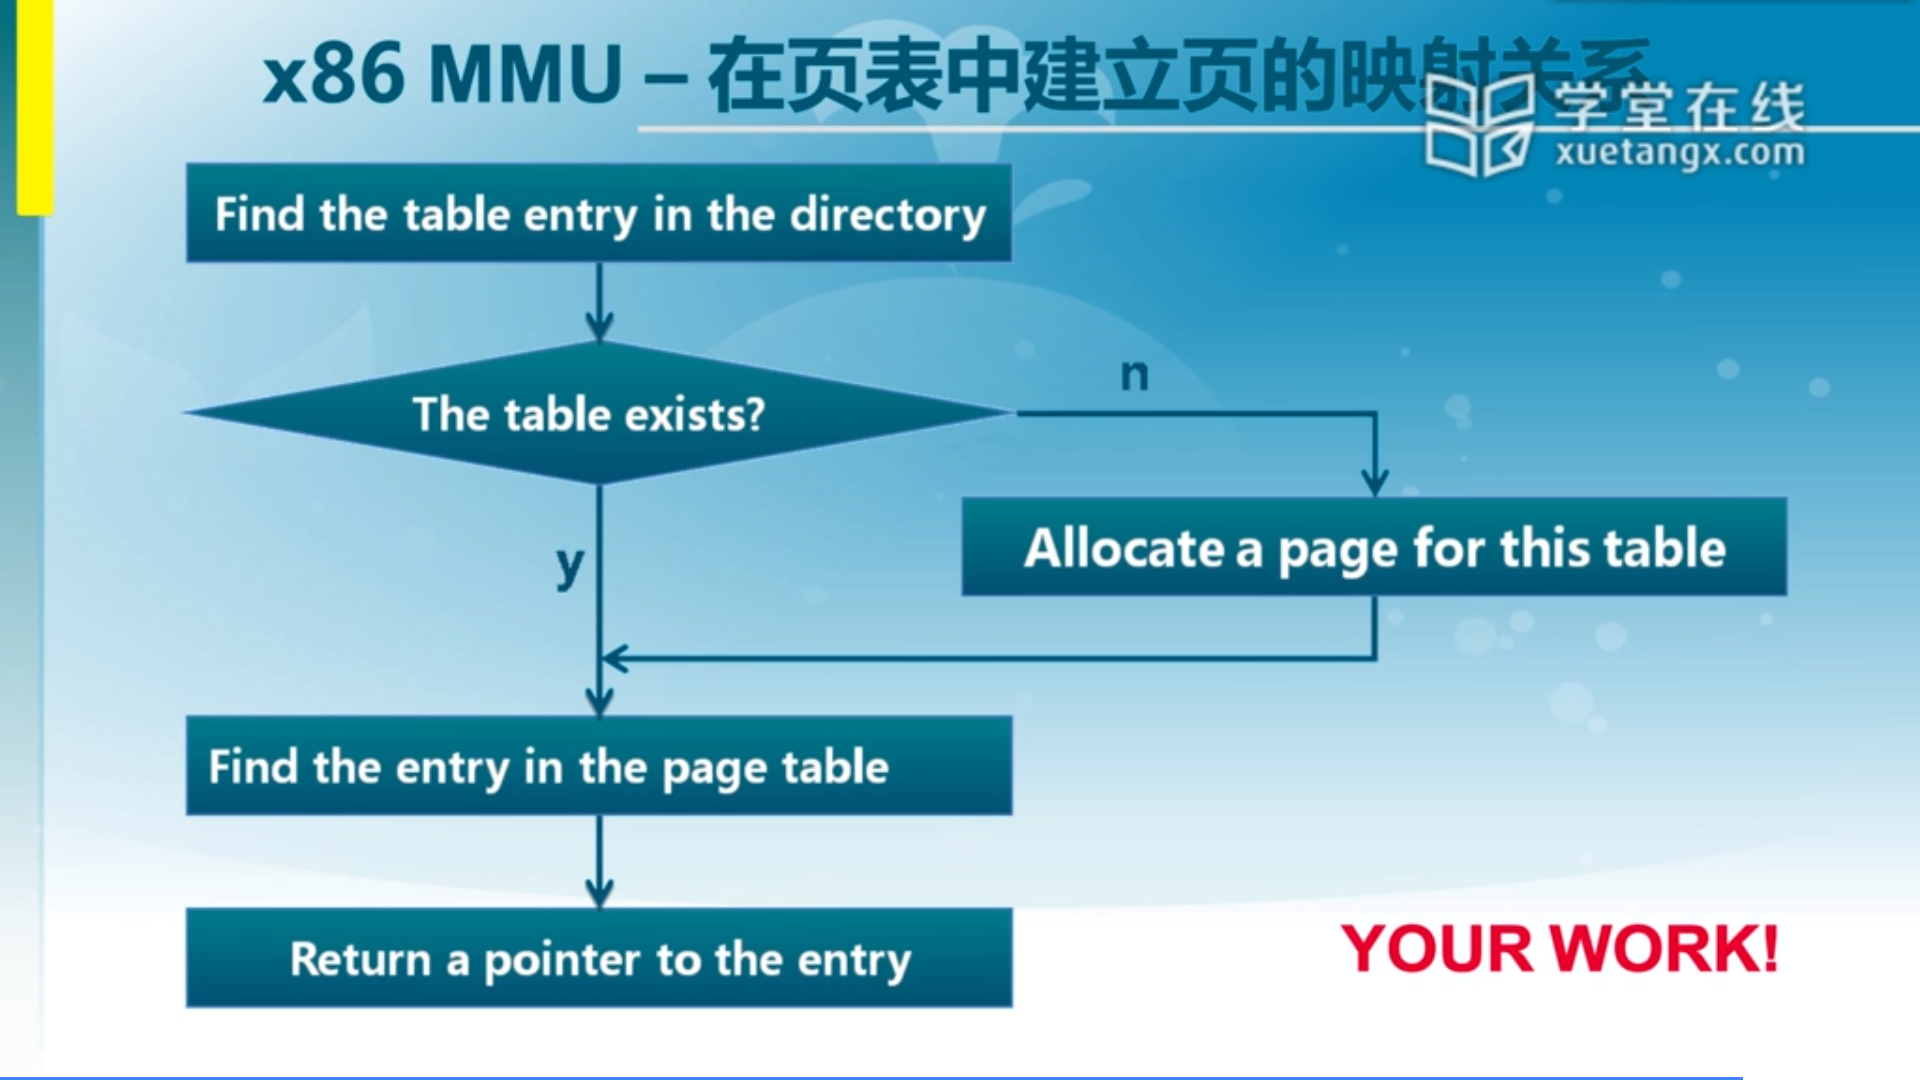 x86 MMU – 在页表中建立页的映射关系
学堂在线
xuetangx.com
Find the table entry in the directory
The table exists?
n
Allocate a page for this table
y
Find the entry in the page table
Return a pointer to the entry
YOUR WORK!